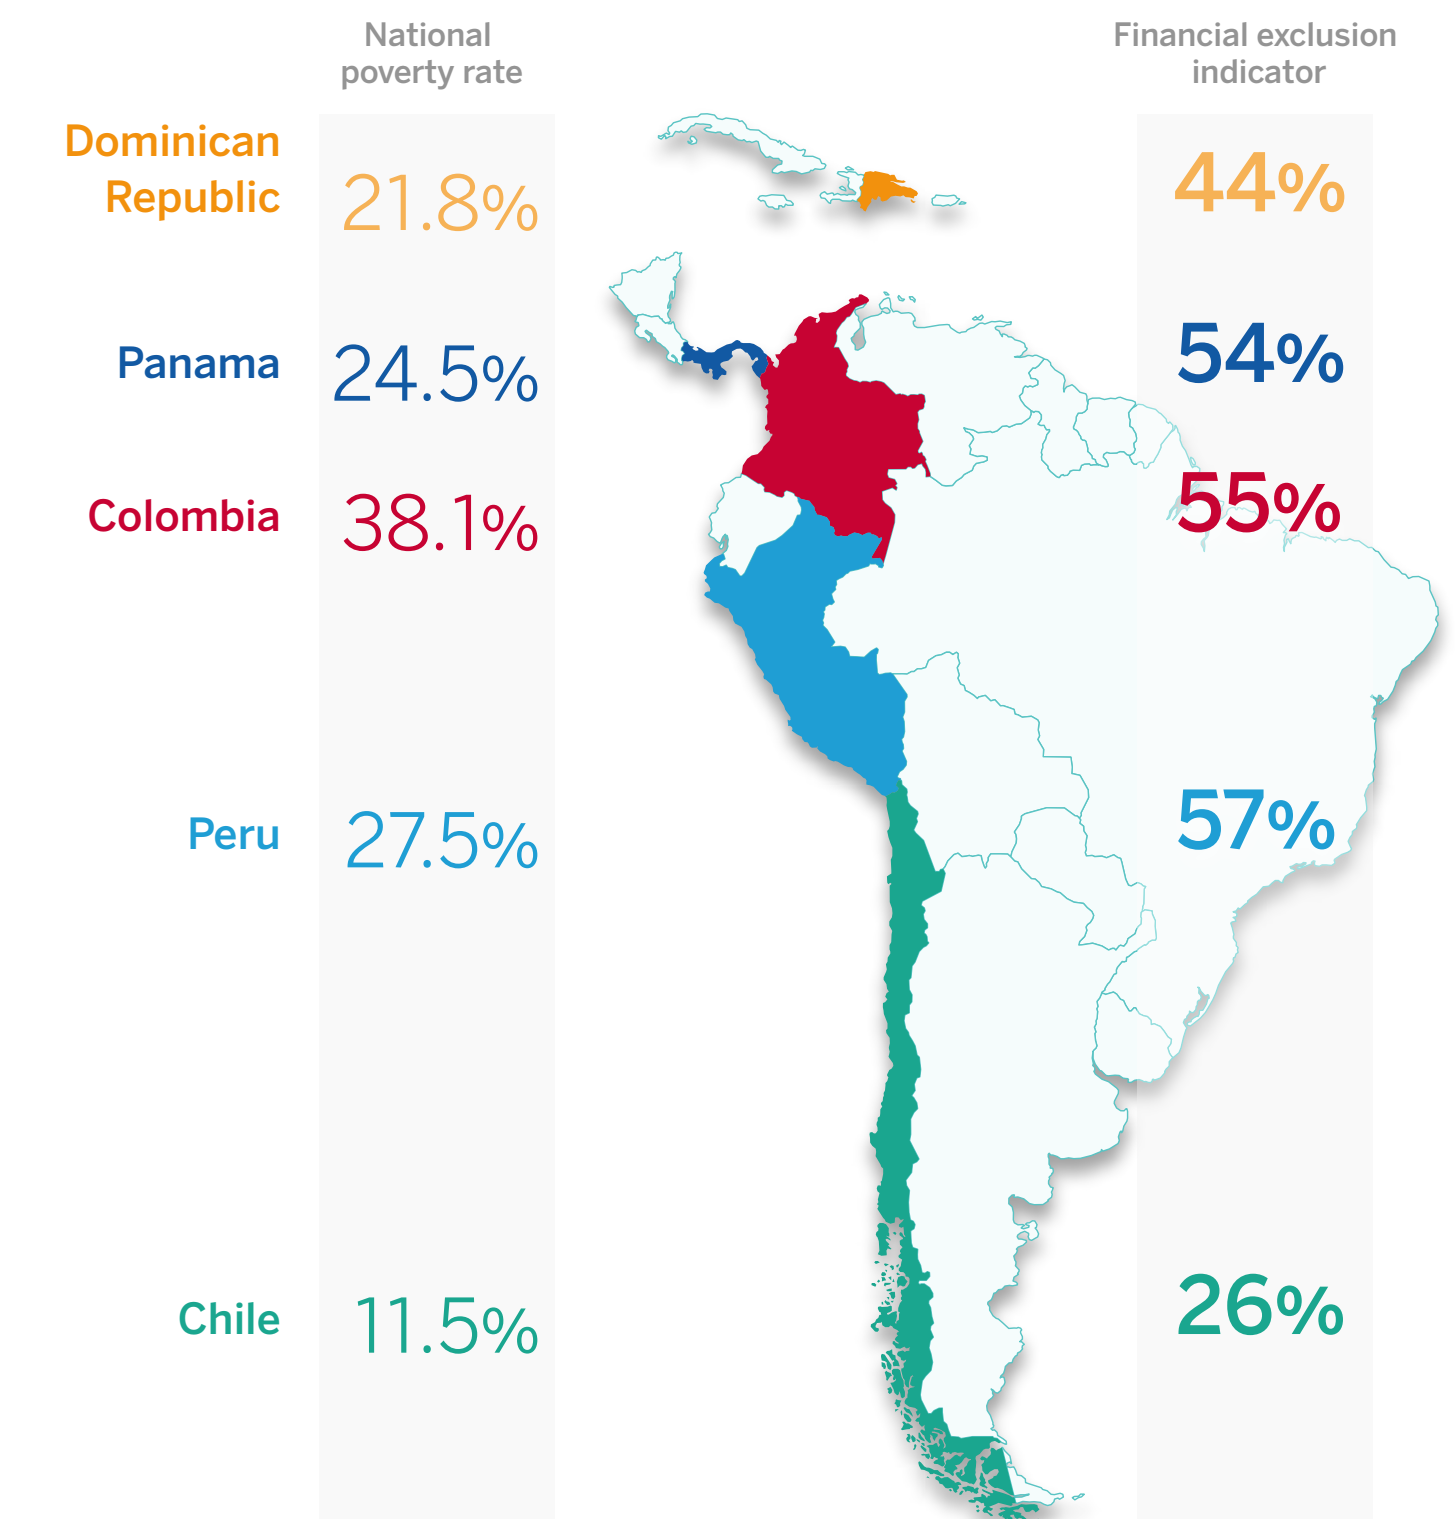 National
poverty rate
Financial exclusion
indicator
Dominican
Republic
21.8%
44%
Panama
24.5%
54%
Colombia
38.1%
55%
Peru
27.5%
57%
Chile
11.5%
26%